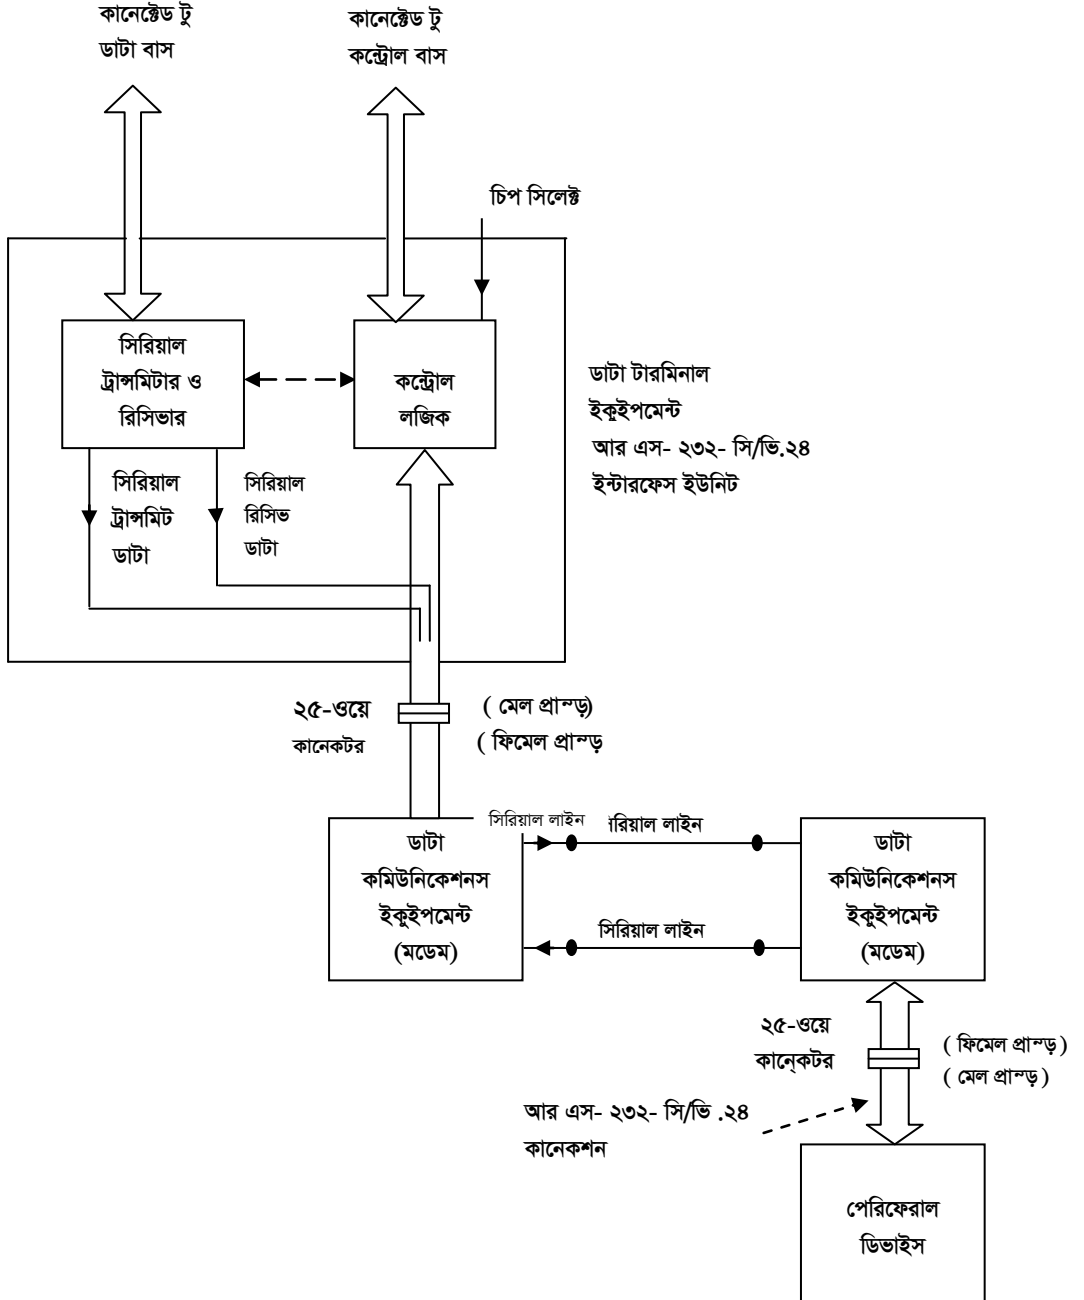 কানেক্টেড টু
ডাটা বাস
কানেক্টেড টু
কন্ট্রোল বাস
চিপ সিলেক্ট
সিরিয়াল
ট্রান্সমিটার ও
রিসিভার
কন্ট্রোল
লজিক
ডাটা টারমিনাল
ইকুইপমেন্ট
আর এস- ২৩২- সি/ভি.২৪
ইন্টারফেস ইউনিট
সিরিয়াল
ট্রান্সমিট
ডাটা
সিরিয়াল
রিসিভ
ডাটা
২৫-ওয়ে
কানেকটর
( মেল প্রান্ড়)
( ফিমেল প্রান্ড়
সিরিয়াল লাইন
রিয়াল লাইন
ডাটা
কমিউনিকেশনস
ইকুইপমেন্ট
(মডেম)
সিরিয়াল লাইন
ডাটা
কমিউনিকেশনস
ইকুইপমেন্ট
(মডেম)
২৫-ওয়ে
কান্েকটর
( ফিমেল প্রান্ড়)
( মেল প্রান্ড়)
আর এস- ২৩২- সি/ভি .২৪
কানেকশন
পেরিফেরাল
ডিভাইস